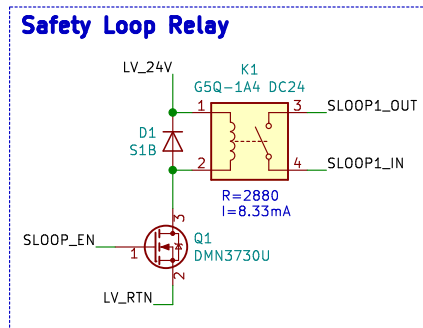 Safety Loop Relay
LV_24V
K1
G5Q-1A4 DC24
1
3
SLOOP1_OUT
D1
S1B
2
4
SLOOP1_IN
R=2880
I=8.33mA
3
SLOOP_EN
1
Q1
DMN3730U
2
LV_RTN